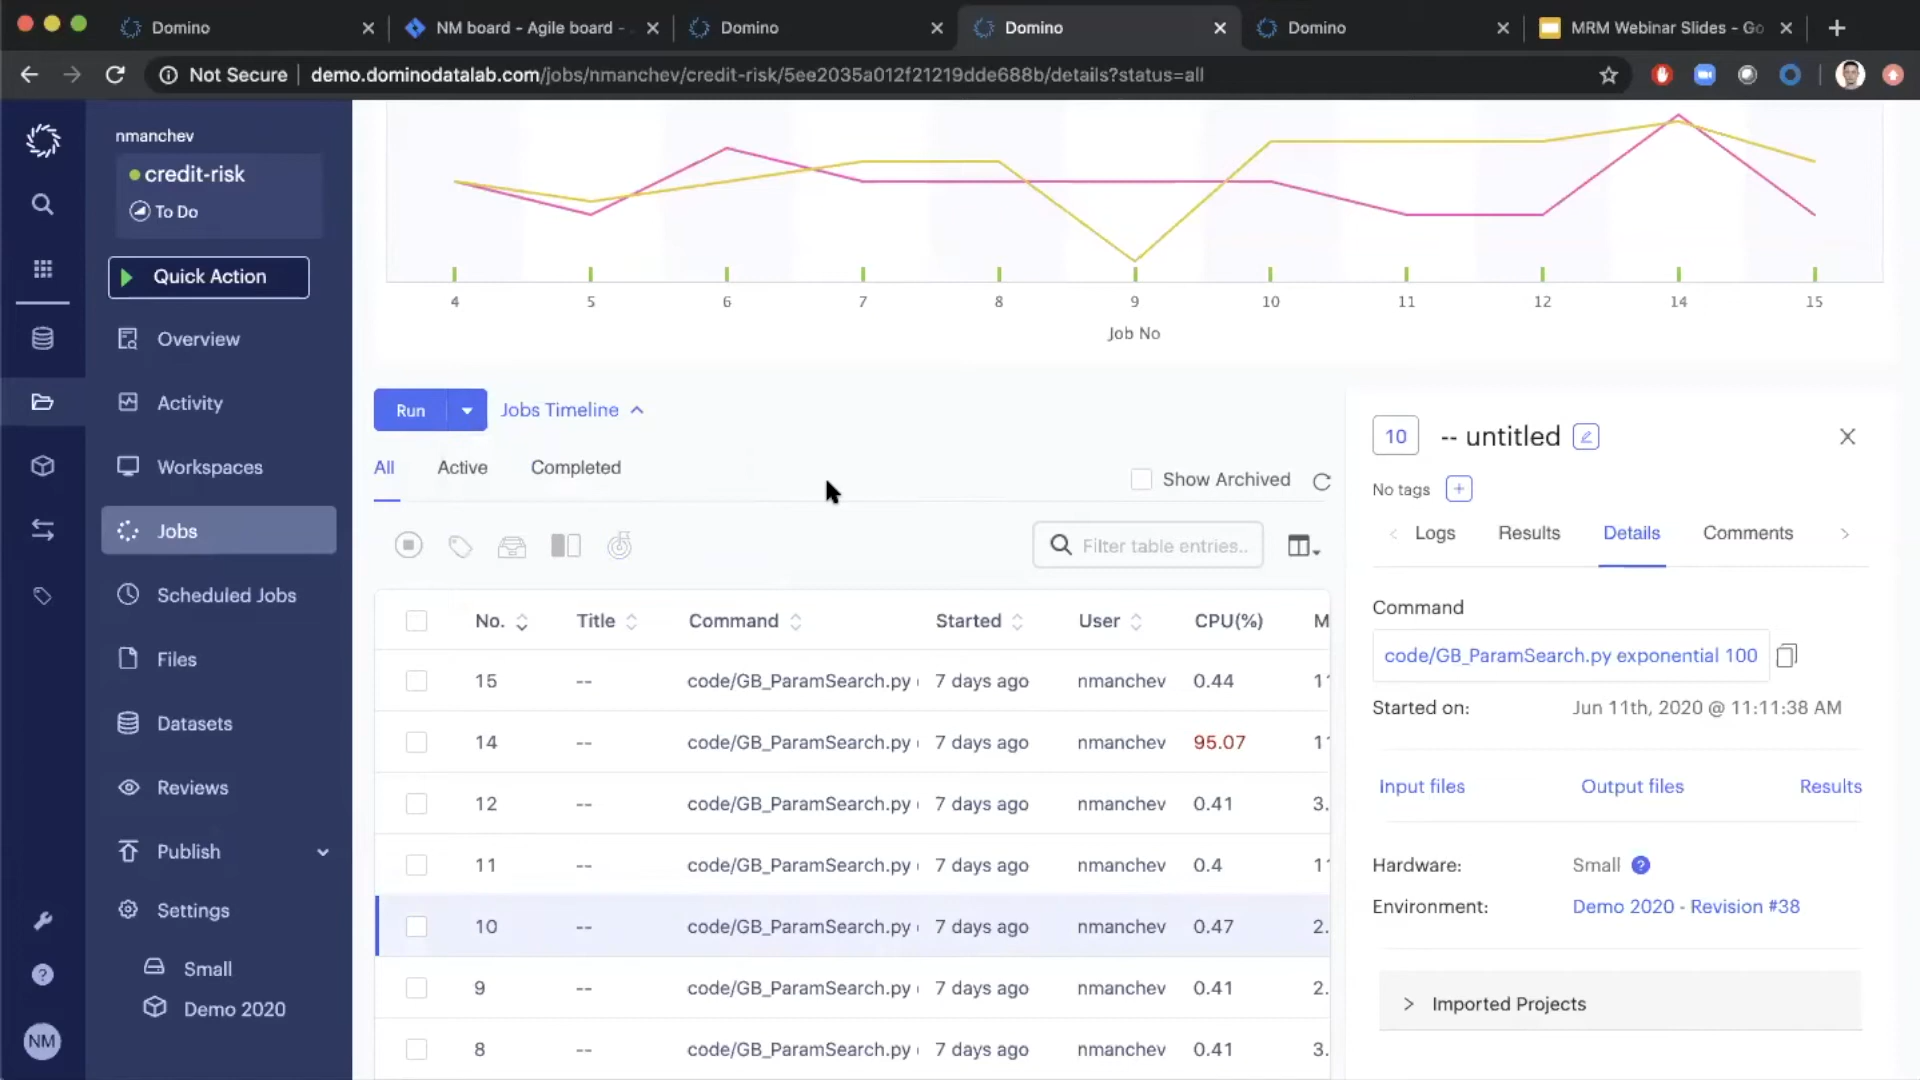 Domino
NM board - Agile board -
Domino
Domino
Domino
MRM Webinar Slides - Go
Not Secure
demo.dominodatalab.com/jobs/nmanchev/credit-risk/5ee2035a012f21219dde688b/details?status=all
nmanchev
credit-risk
To Do
Quick Action
Overview
Activity
Workspaces
Jobs
Scheduled Jobs
Files
Datasets
Reviews
Publish
Settings
Small
Demo 2020
?
NM
4 5 6 7 8 9 10 11 12 14 15
Job No
Run
Jobs Timeline
All Active Completed
Show Archived
Filter table entries..
No. Title Command Started User CPU(%) M
15 -- code/GB_ParamSearch.py 7 days ago nmanchev 0.44 11
14 -- code/GB_ParamSearch.py 7 days ago nmanchev 95.07 11
12 -- code/GB_ParamSearch.py 7 days ago nmanchev 0.41 3.
11 -- code/GB_ParamSearch.py 7 days ago nmanchev 0.4 11
10 -- code/GB_ParamSearch.py 7 days ago nmanchev 0.47 2.
9 -- code/GB_ParamSearch.py 7 days ago nmanchev 0.41 2.
8 -- code/GB_ParamSearch.py 7 days ago nmanchev 0.41 3.
10 -- untitled
No tags +
Logs Results Details Comments
Command
code/GB_ParamSearch.py exponential 100
Started on: Jun 11th, 2020 @ 11:11:38 AM
Input files Output files Results
Hardware: Small ?
Environment: Demo 2020 - Revision #38
Imported Projects